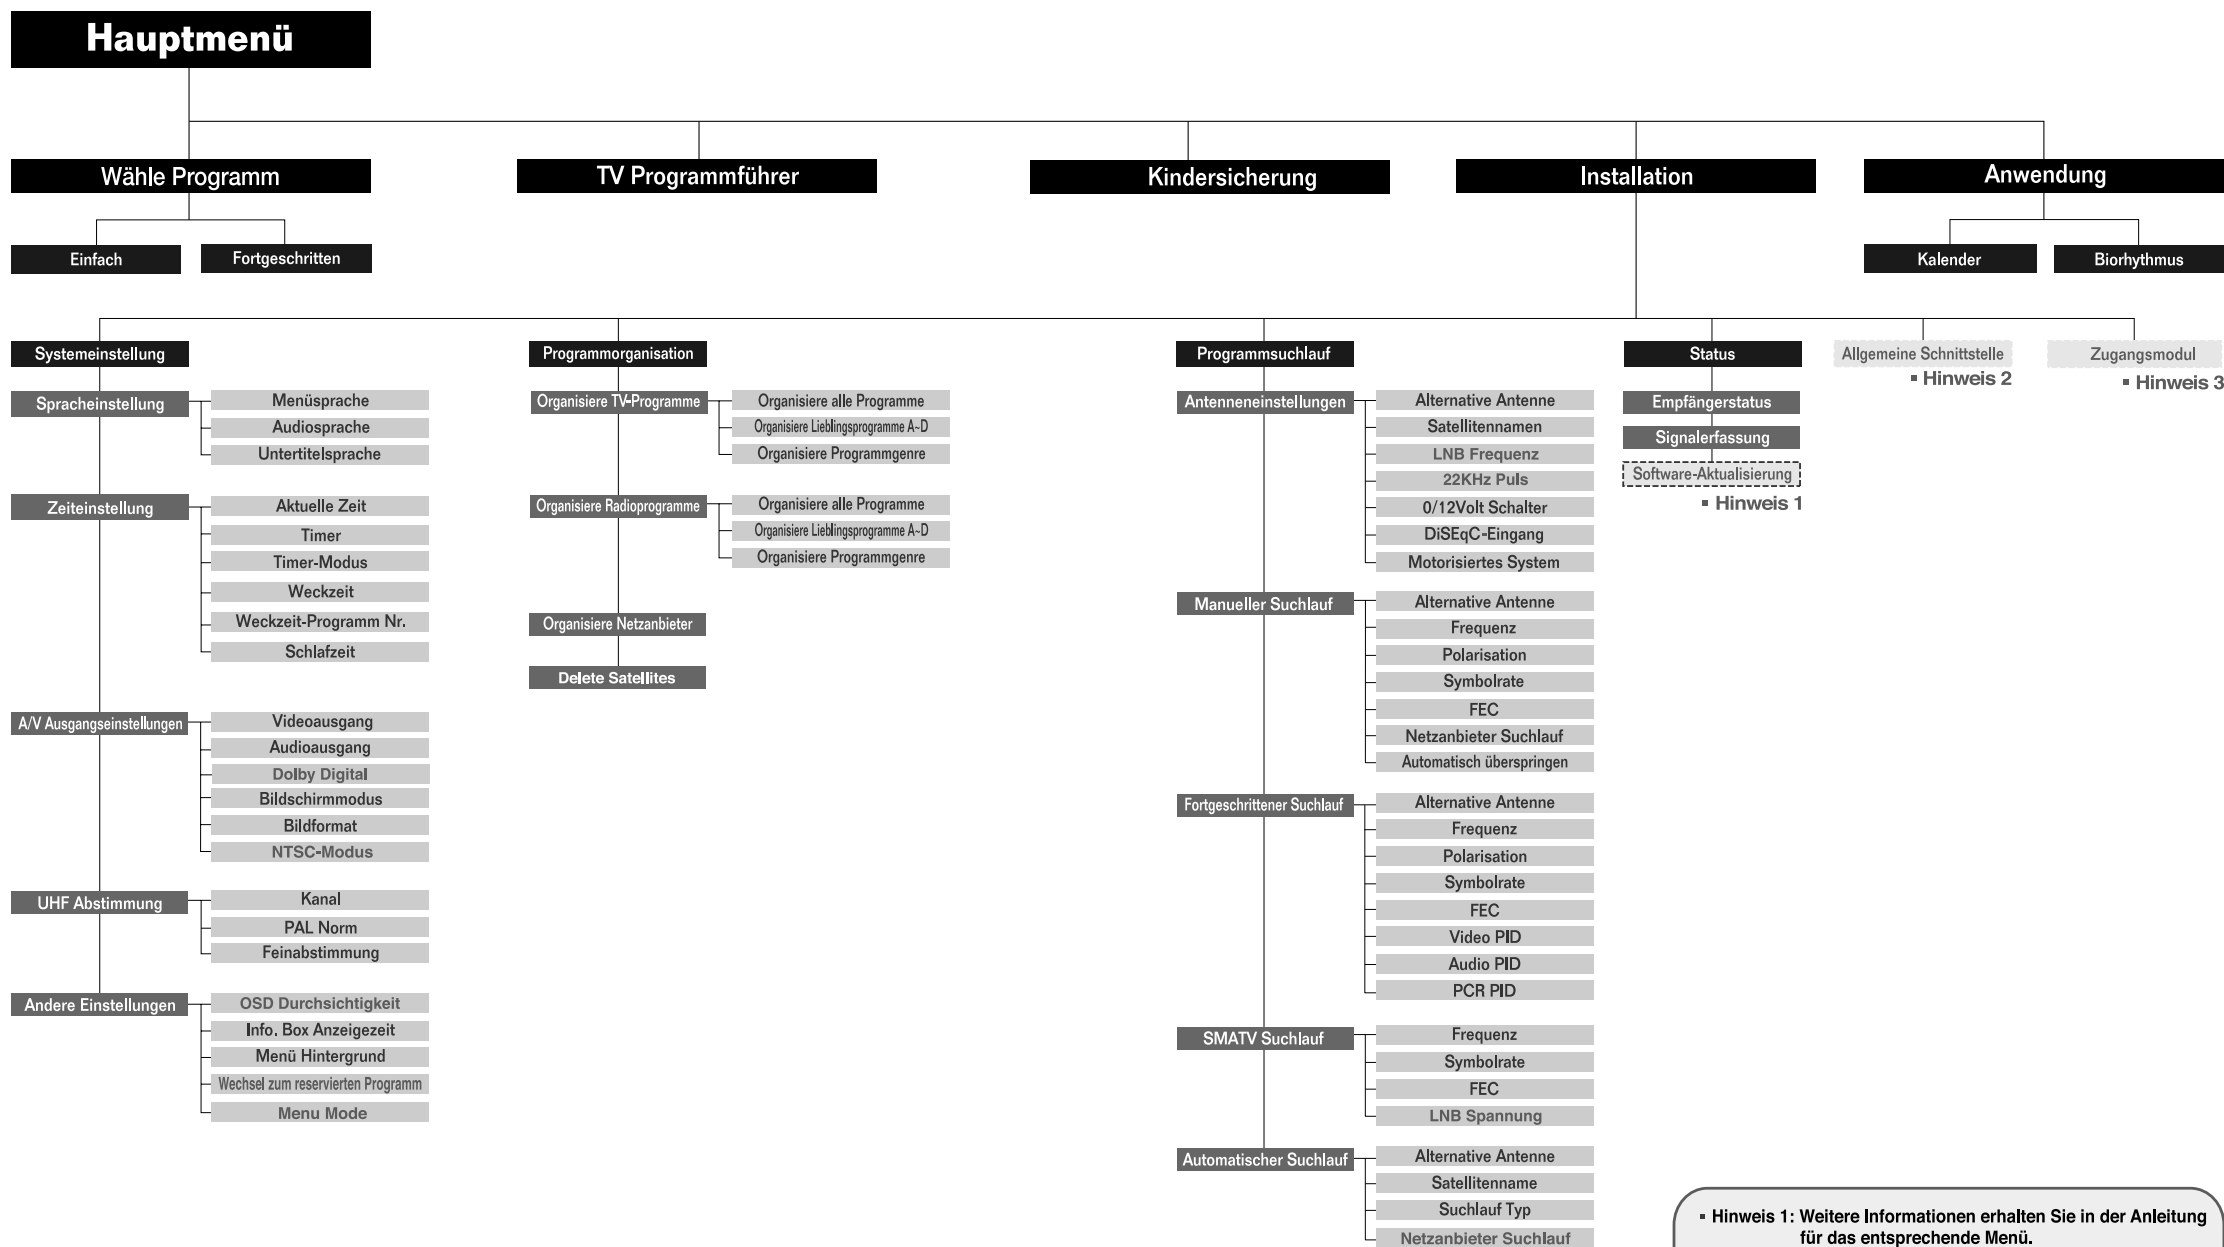 Hauptmenü
Wähle Programm
TV Programmführer
Kindersicherung
Installation
Anwendung
Einfach
Fortgeschritten
Kalender
Biorhythmus
Systemeinstellung
Spracheinstellung
Menüsprache
Audiosprache
Untertitelsprache
Zeiteinstellung
Aktuelle Zeit
Timer
Timer-Modus
Weckzeit
Weckzeit-Programm Nr.
Schlafzeit
A/V Ausgangseinstellungen
Videoausgang
Audioausgang
Dolby Digital
Bildschirmmodus
Bildformat
NTSC-Modus
UHF Abstimmung
Kanal
PAL Norm
Feinabstimmung
Andere Einstellungen
OSD Durchsichtigkeit
Info. Box Anzeigezeit
Menü Hintergrund
Wechsel zum reservierten Programm
Menu Mode
Programmorganisation
Organisiere TV-Programme
Organisiere alle Programme
Organisiere Lieblingsprogramme A~D
Organisiere Programmgenre
Organisiere Radioprogramme
Organisiere alle Programme
Organisiere Lieblingsprogramme A~D
Organisiere Programmgenre
Organisiere Netzanbieter
Delete Satellites
Programmsuchlauf
Antenneneinstellungen
Alternative Antenne
Satellitennamen
LNB Frequenz
22KHz Puls
0/12Volt Schalter
DiSEqC-Eingang
Motorisiertes System
Manueller Suchlauf
Alternative Antenne
Frequenz
Polarisation
Symbolrate
FEC
Netzanbieter Suchlauf
Automatisch überspringen
Fortgeschrittener Suchlauf
Alternative Antenne
Frequenz
Polarisation
Symbolrate
FEC
Video PID
Audio PID
PCR PID
SMATV Suchlauf
Frequenz
Symbolrate
FEC
LNB Spannung
Automatischer Suchlauf
Alternative Antenne
Satellitenname
Suchlauf Typ
Netzanbieter Suchlauf
Status
Empfängerstatus
Signalerfassung
Software-Aktualisierung
▪ Hinweis 1
Allgemeine Schnittstelle
▪ Hinweis 2
Zugangsmodul
▪ Hinweis 3
▪ Hinweis 1: Weitere Informationen erhalten Sie in der Anleitung
für das entsprechende Menü.